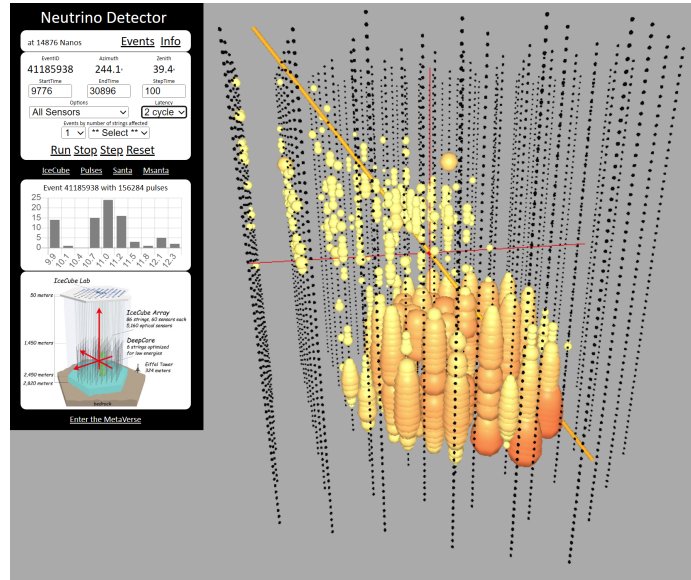 Neutrino Detector
at 14876 Nanos Events Info
EventID Azimuth Zenith
41185938 244.1° 39.4°
StartTime EndTime StepTime
9776 30896 100
Options Latency
All Sensors 2 cycle
Events by number of strings affected
1 ** Select **
Run Stop Step Reset
IceCube Pulses Santa Msanta
Event 41185938 with 156284 pulses
25
20
15
10
5
0
9.9 10.1 10.4 10.7 11.0 11.2 11.5 11.8 12.1 12.3
IceCube Lab
50 meters
IceCube Array
86 strings, 60 sensors each
5,160 optical sensors
1,450 meters
DeepCore
6 strings optimized
for low energies
Eiffel Tower
324 meters
2,450 meters
2,820 meters
bedrock
Enter the MetaVerse